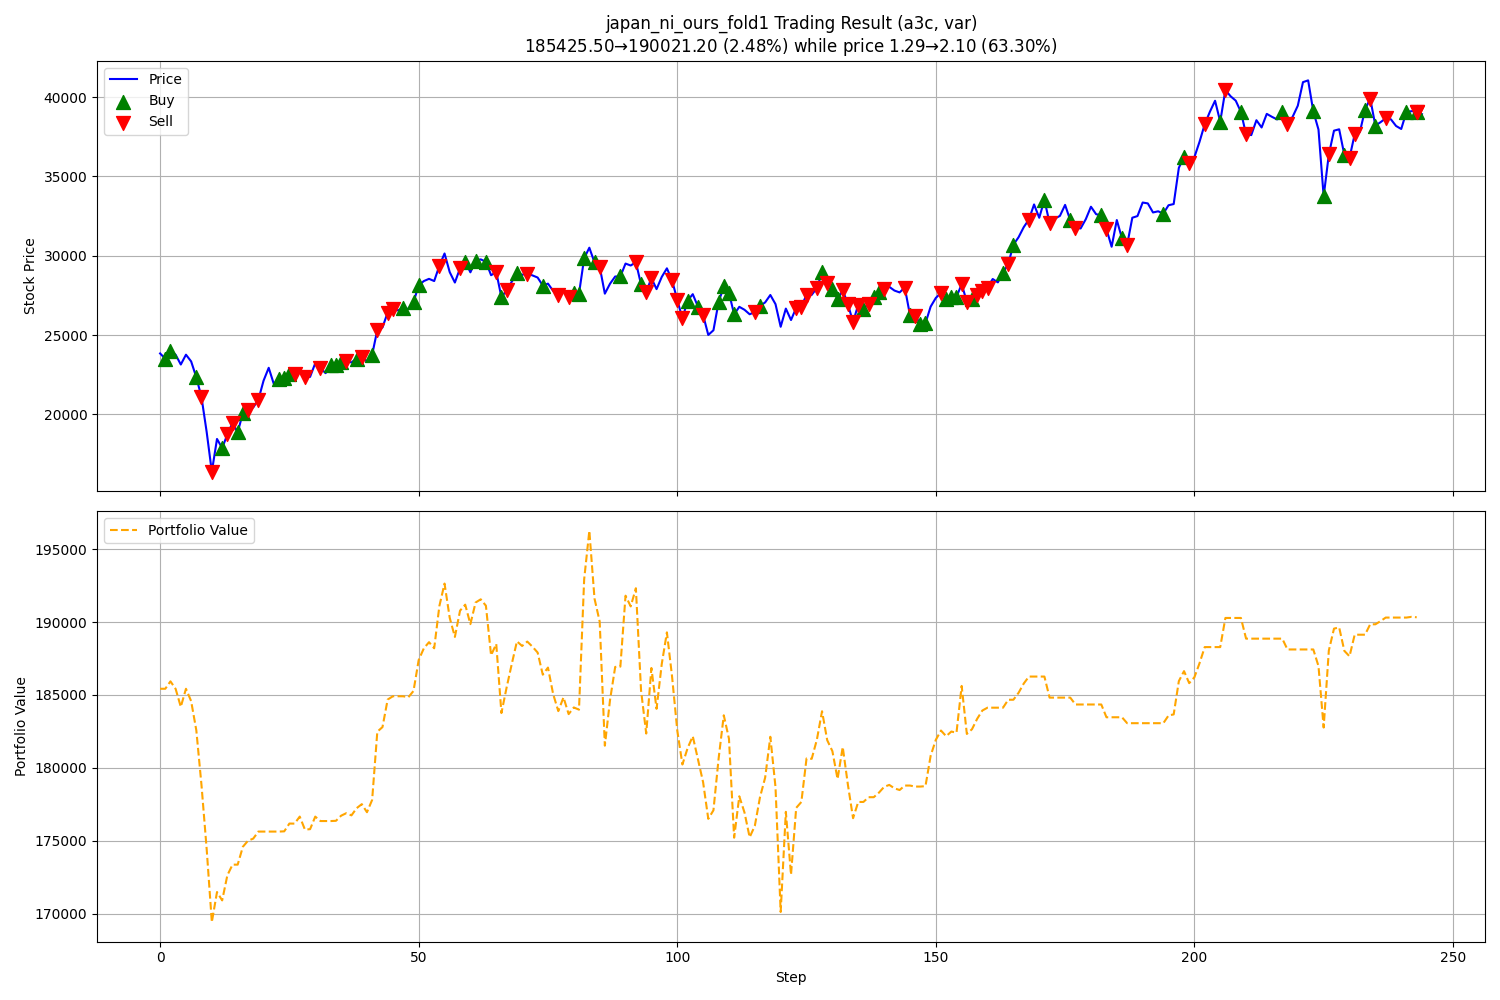 japan_ni_ours_fold1 Trading Result (a3c, var)
185425.50→190021.20 (2.48%) while price 1.29→2.10 (63.30%)
Price
Buy
Sell
Stock Price
40000
35000
30000
25000
20000
Portfolio Value
Portfolio Value
195000
190000
185000
180000
175000
170000
0
50
100
150
200
250
Step